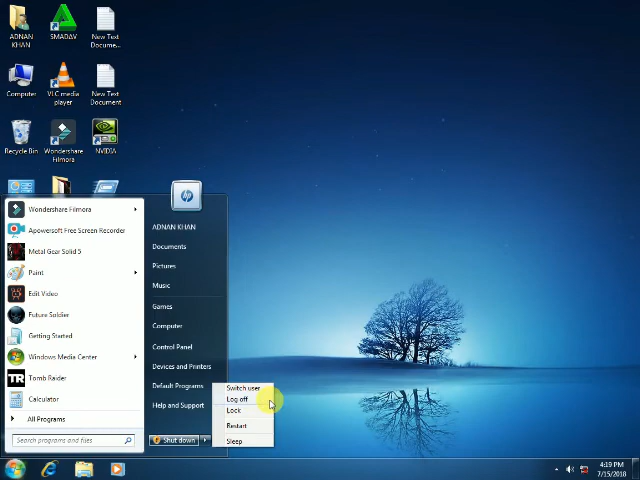 ADNAN
KHAN
SMADAV
New Text
Docume...
Computer
VLC media
player
New Text
Document
Recycle Bin
Wondershare
Filmora
NVIDIA
hp
Wondershare Filmora
Apowersoft Free Screen Recorder
Metal Gear Solid 5
Paint
Edit Video
Future Soldier
Getting Started
Windows Media Center
TR
Tomb Raider
Calculator
All Programs
Search programs and files
ADNAN KHAN
Documents
Pictures
Music
Games
Computer
Control Panel
Devices and Printers
Default Programs
Help and Support
Shut down
Switch user
Log off
Lock
Restart
Sleep
4:19 PM
7/15/2018